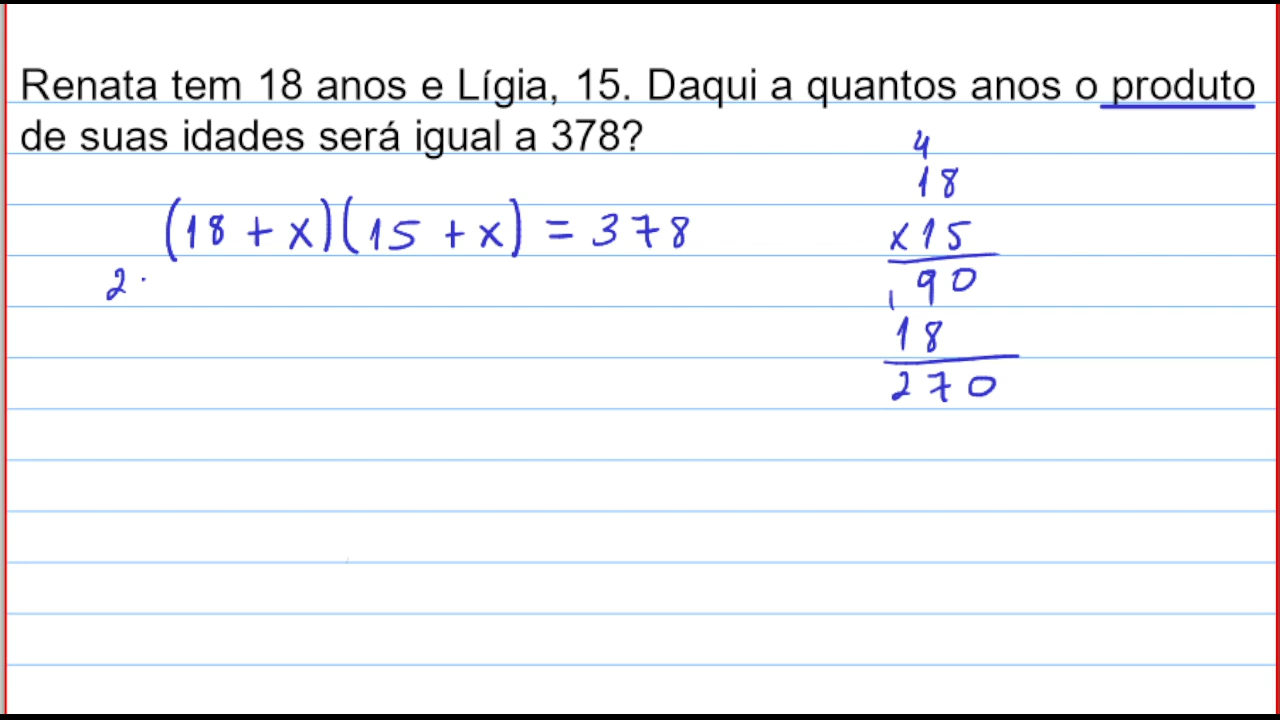 Renata tem 18 anos e Lígia, 15. Daqui a quantos anos o produto
de suas idades será igual a 378?
(18 + x)(15 + x) = 378
2 .
4
18
x 15
90
1
18
270